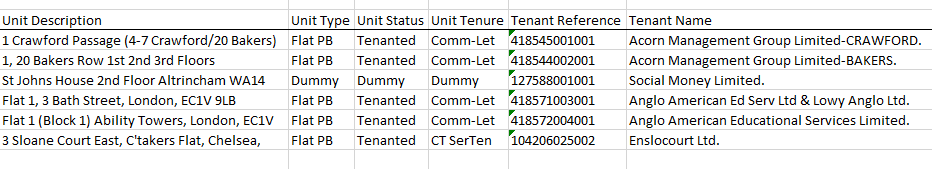 Unit Description Unit Type Unit Status Unit Tenure Tenant Reference Tenant Name
1 Crawford Passage (4-7 Crawford/20 Bakers) Flat PB Tenanted Comm-Let 418545001001 Acorn Management Group Limited-CRAWFORD.
1, 20 Bakers Row 1st 2nd 3rd Floors Flat PB Tenanted Comm-Let 418544002001 Acorn Management Group Limited-BAKERS.
St Johns House 2nd Floor Altrincham WA14 Dummy Dummy Dummy 127588001001 Social Money Limited.
Flat 1, 3 Bath Street, London, EC1V 9LB Flat PB Tenanted Comm-Let 418571003001 Anglo American Ed Serv Ltd & Lowy Anglo Ltd.
Flat 1 (Block 1) Ability Towers, London, EC1V Flat PB Tenanted Comm-Let 418572004001 Anglo American Educational Services Limited.
3 Sloane Court East, C'takers Flat, Chelsea, Flat PB Tenanted CT SerTen 104206025002 Enslocourt Ltd.